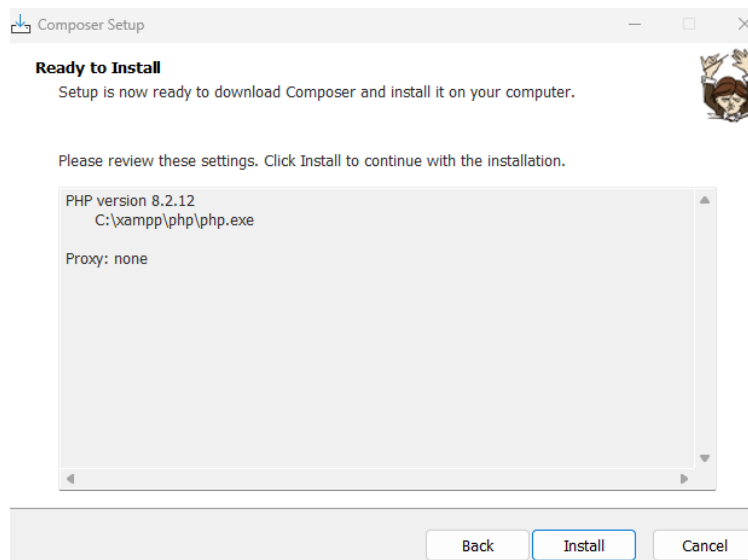 Composer Setup
Ready to Install
Setup is now ready to download Composer and install it on your computer.
Please review these settings. Click Install to continue with the installation.
PHP version 8.2.12
C:\xampp\php\php.exe
Proxy: none
Back
Install
Cancel